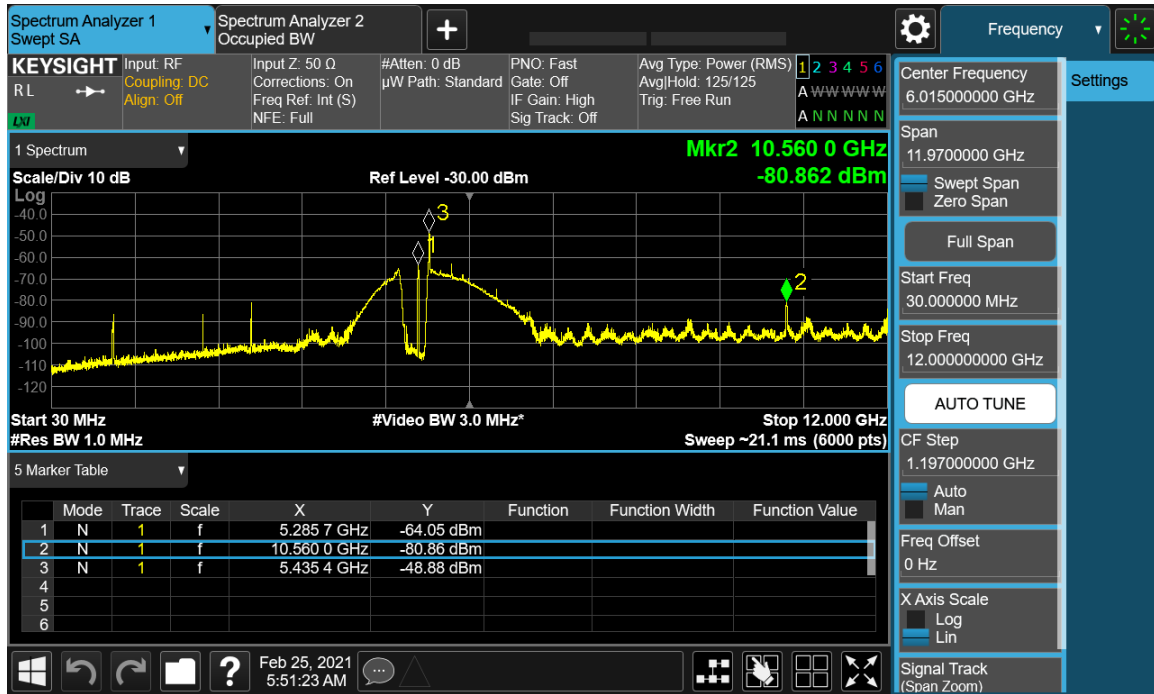 Spectrum Analyzer 1
Swept SA
Spectrum Analyzer 2
Occupied BW
+
Frequency
KEYSIGHT
R L
LXI
Input: RF
Coupling: DC
Align: Off
Input Z: 50 Ω
Corrections: On
Freq Ref: Int (S)
NFE: Full
#Atten: 0 dB
µW Path: Standard
PNO: Fast
Gate: Off
IF Gain: High
Sig Track: Off
Avg Type: Power (RMS)
Avg|Hold: 125/125
Trig: Free Run
1 2 3 4 5 6
A W W W W W
A N N N N N
1 Spectrum
Mkr2 10.560 0 GHz
-80.862 dBm
Scale/Div 10 dB
Ref Level -30.00 dBm
Log
-40.0
-50.0
-60.0
-70.0
-80.0
-90.0
-100
-110
-120
3
2
Start 30 MHz
#Video BW 3.0 MHz*
Stop 12.000 GHz
#Res BW 1.0 MHz
Sweep ~21.1 ms (6000 pts)
5 Marker Table
Mode Trace Scale X Y Function Function Width Function Value
1 N 1 f 5.285 7 GHz -64.05 dBm
2 N 1 f 10.560 0 GHz -80.86 dBm
3 N 1 f 5.435 4 GHz -48.88 dBm
4
5
6
?
Feb 25, 2021
5:51:23 AM
Center Frequency
6.015000000 GHz
Settings
Span
11.9700000 GHz
Swept Span
Zero Span
Full Span
Start Freq
30.000000 MHz
Stop Freq
12.000000000 GHz
AUTO TUNE
CF Step
1.197000000 GHz
Auto
Man
Freq Offset
0 Hz
X Axis Scale
Log
Lin
Signal Track
(Span Zoom)